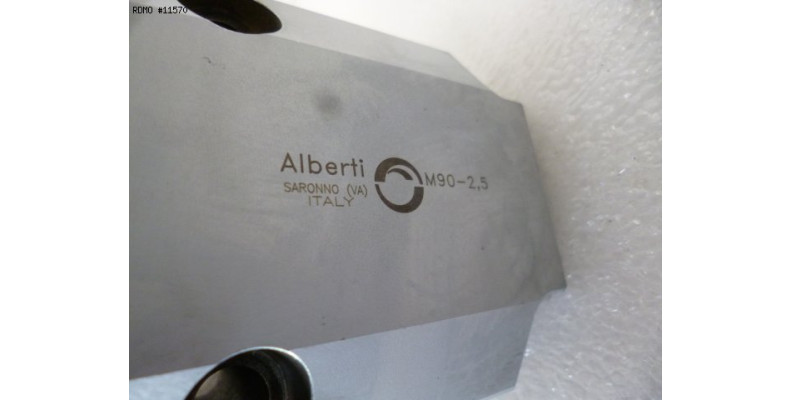 RDMO #11570
Alberti
SARONNO (VA)
ITALY
M90-2,5